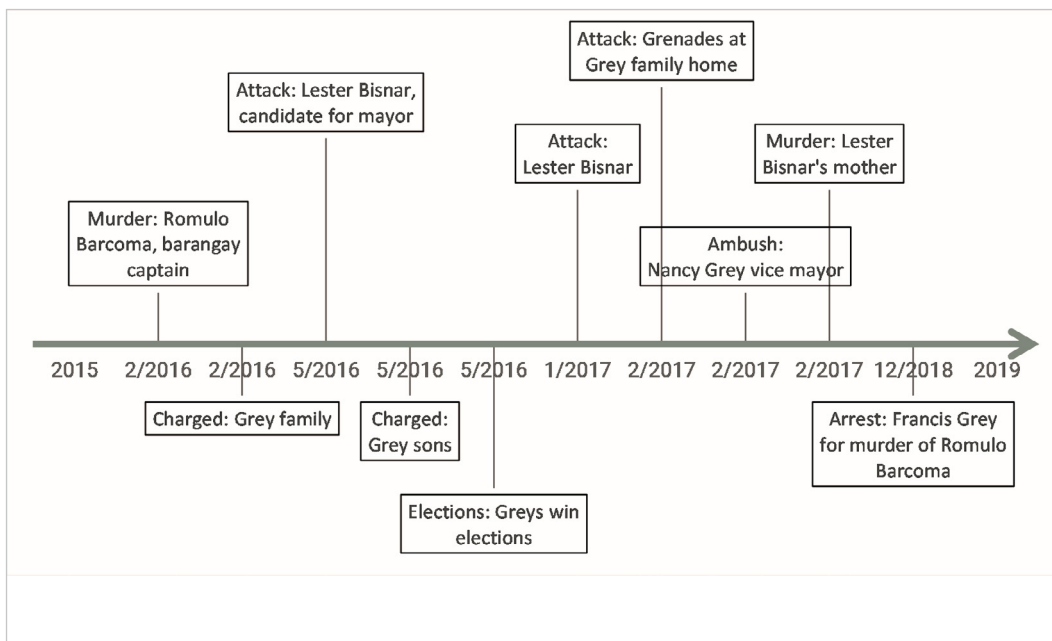 Attack: Grenades at
Grey family home
Attack: Lester Bisnar,
candidate for mayor
Attack:
Lester Bisnar
Murder: Lester
Bisnar's mother
Murder: Romulo
Barcoma, barangay
captain
Ambush:
Nancy Grey vice mayor
2015 2/2016 2/2016 5/2016 5/2016 5/2016 1/2017 2/2017 2/2017 2/2017 12/2018 2019
Charged: Grey family
Charged:
Grey sons
Arrest: Francis Grey
for murder of Romulo
Barcoma
Elections: Greys win
elections